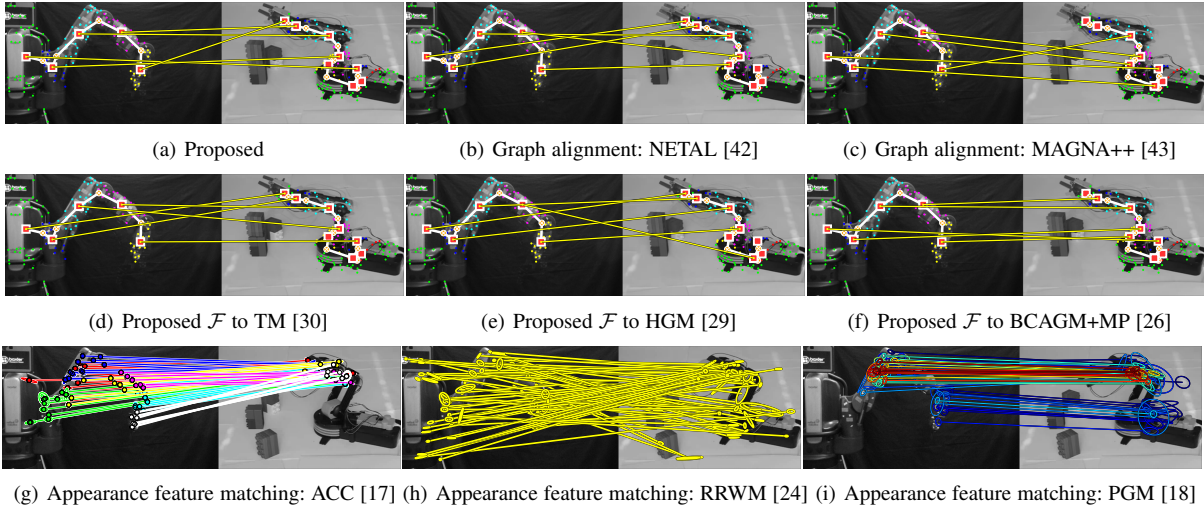 (a) Proposed
(b) Graph alignment: NETAL [42]
(c) Graph alignment: MAGNA++ [43]
(d) Proposed F to TM [30]
(e) Proposed F to HGM [29]
(f) Proposed F to BCAGM+MP [26]
(g) Appearance feature matching: ACC [17]
(h) Appearance feature matching: RRWM [24]
(i) Appearance feature matching: PGM [18]